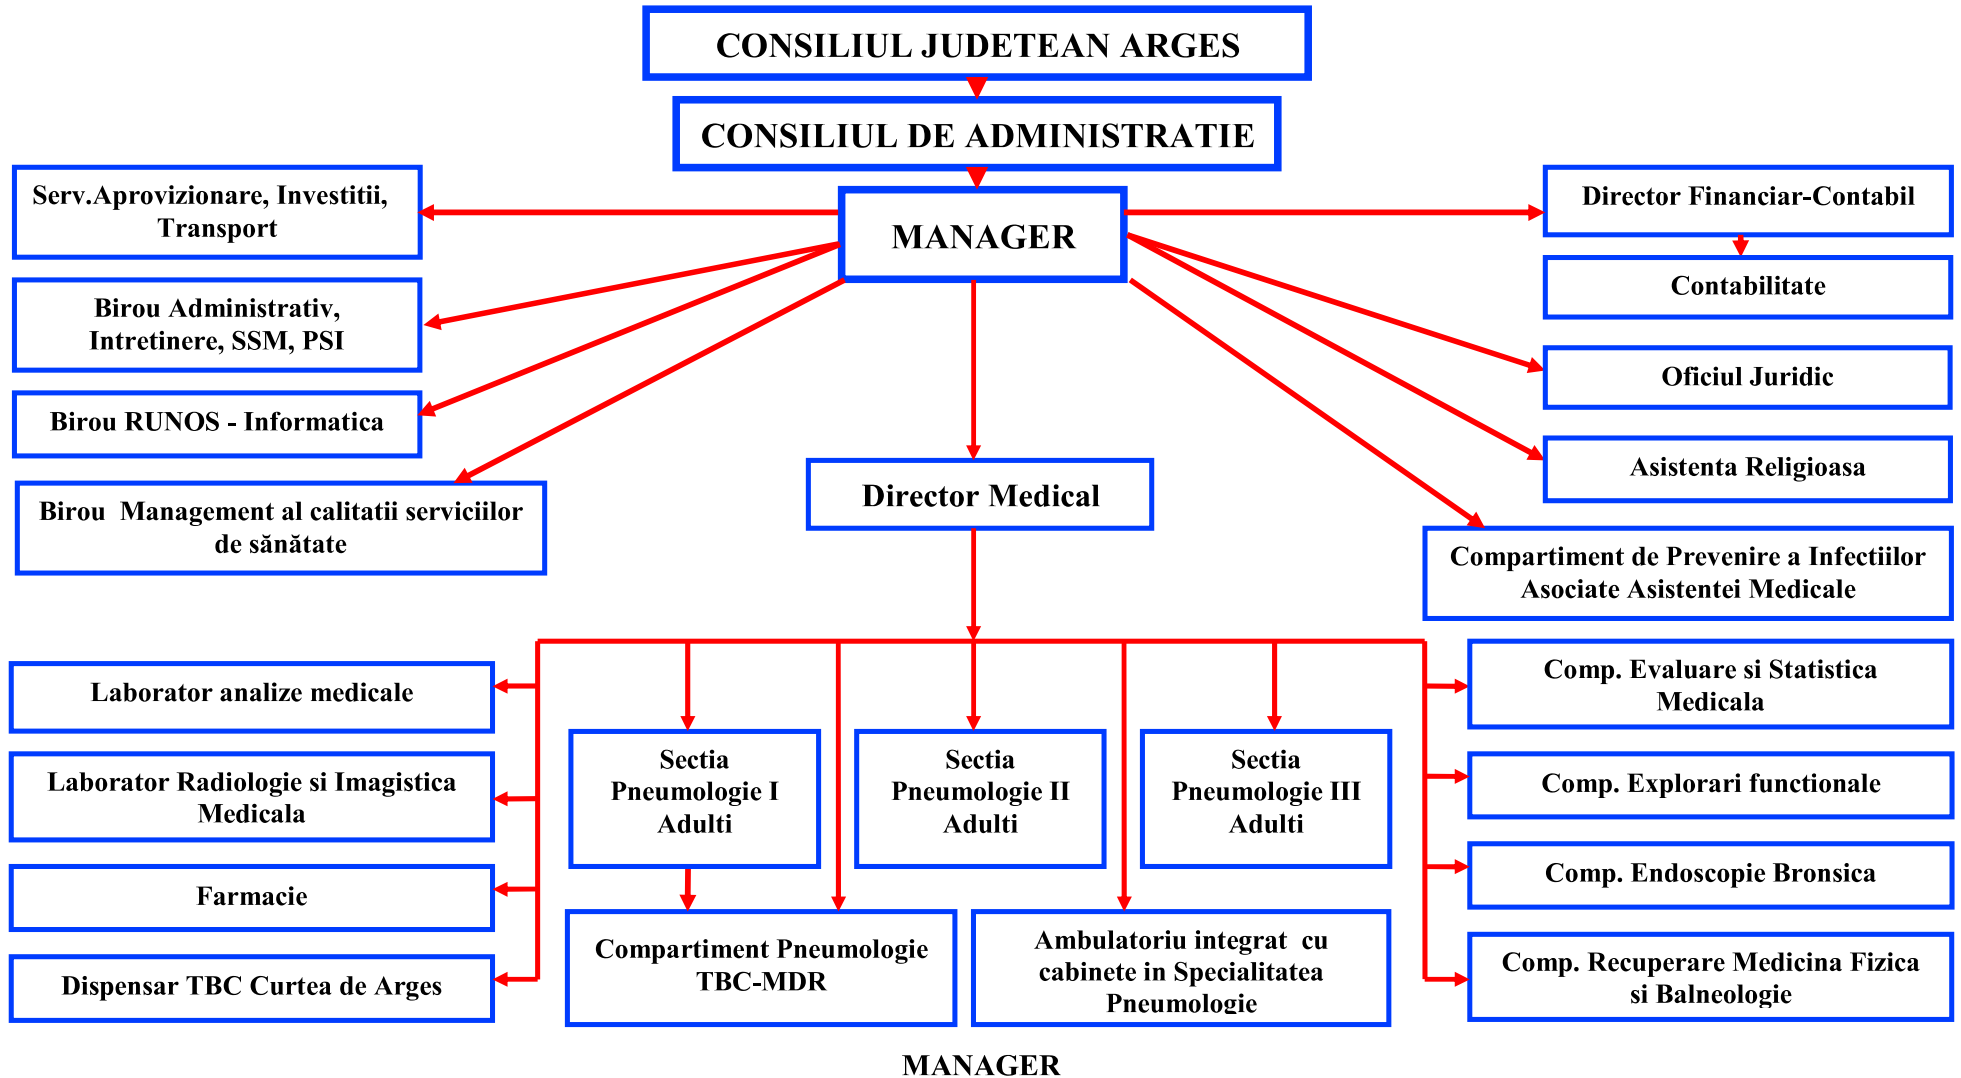 CONSILIUL JUDETEAN ARGES
CONSILIUL DE ADMINISTRATIE
MANAGER
Serv.Aprovizionare, Investitii,
Transport
Birou Administrativ,
Intretinere, SSM, PSI
Birou RUNOS - Informatica
Birou  Management al calitatii serviciilor
de sănătate
Director Financiar-Contabil
Contabilitate
Oficiul Juridic
Asistenta Religioasa
Compartiment de Prevenire a Infectiilor
Asociate Asistentei Medicale
Director Medical
Laborator analize medicale
Laborator Radiologie si Imagistica
Medicala
Farmacie
Dispensar TBC Curtea de Arges
Sectia
Pneumologie I
Adulti
Sectia
Pneumologie II
Adulti
Sectia
Pneumologie III
Adulti
Compartiment Pneumologie
TBC-MDR
Ambulatoriu integrat  cu
cabinete in Specialitatea
Pneumologie
Comp. Evaluare si Statistica
Medicala
Comp. Explorari functionale
Comp. Endoscopie Bronsica
Comp. Recuperare Medicina Fizica
si Balneologie
MANAGER